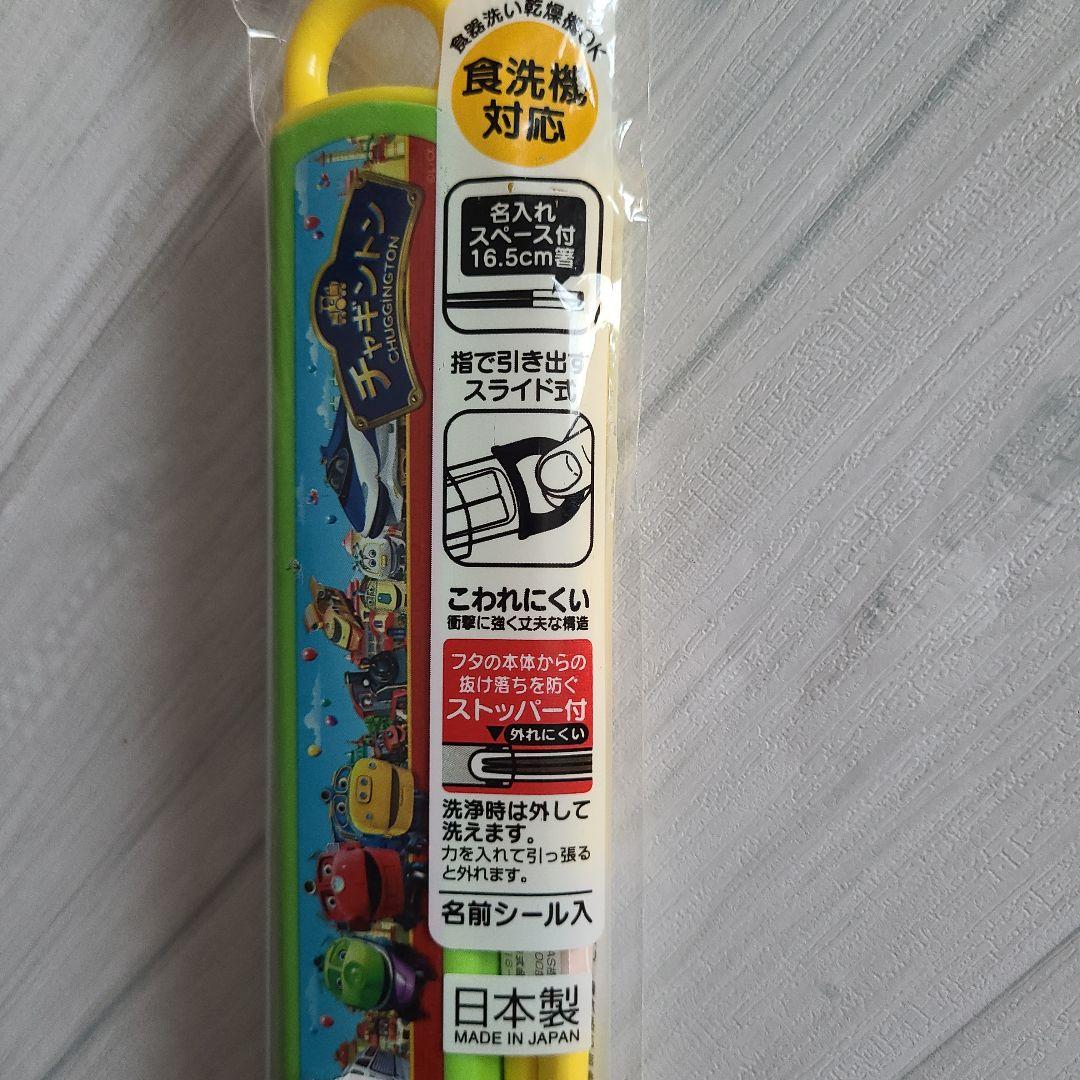 食器洗い乾燥機OK
食洗機
対応
チャギントン
CHUGGINGTON
名入れ
スペース付
16.5cm箸
指で引き出す
スライド式
こわれにくい
衝撃に強く丈夫な構造
フタの本体からの
抜け落ちを防ぐ
ストッパー付
外れにくい
洗浄時は外して
洗えます。
力を入れて引っ張る
と外れます。
名前シール入
日本製
MADE IN JAPAN